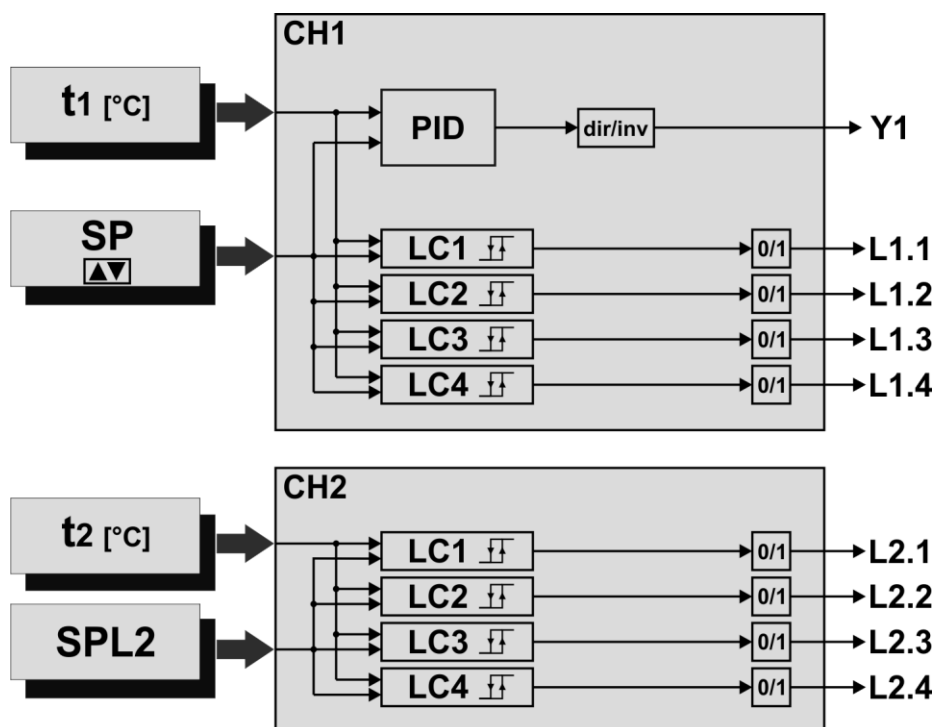 CH1
t1 [°C]
PID
dir/inv
Y1
SP
▲▼
LC1
0/1
L1.1
LC2
0/1
L1.2
LC3
0/1
L1.3
LC4
0/1
L1.4
CH2
t2 [°C]
LC1
0/1
L2.1
LC2
0/1
L2.2
SPL2
LC3
0/1
L2.3
LC4
0/1
L2.4